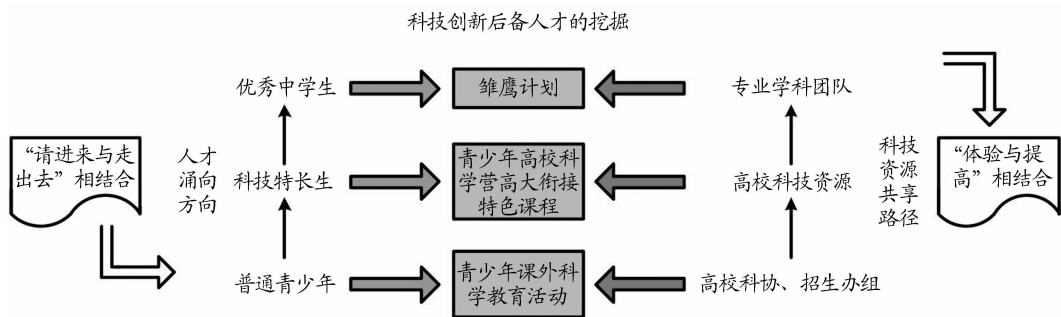 科技创新后备人才的挖掘
优秀中学生
雏鹰计划
专业学科团队
“请进来与走
出去”相结合
人才
涌向
方向
科技特长生
青少年高校科
学营高大衔接
特色课程
高校科技资源
科技
资源
共享
路径
“体验与提
高”相结合
普通青少年
青少年课外科
学教育活动
高校科协、招生办组